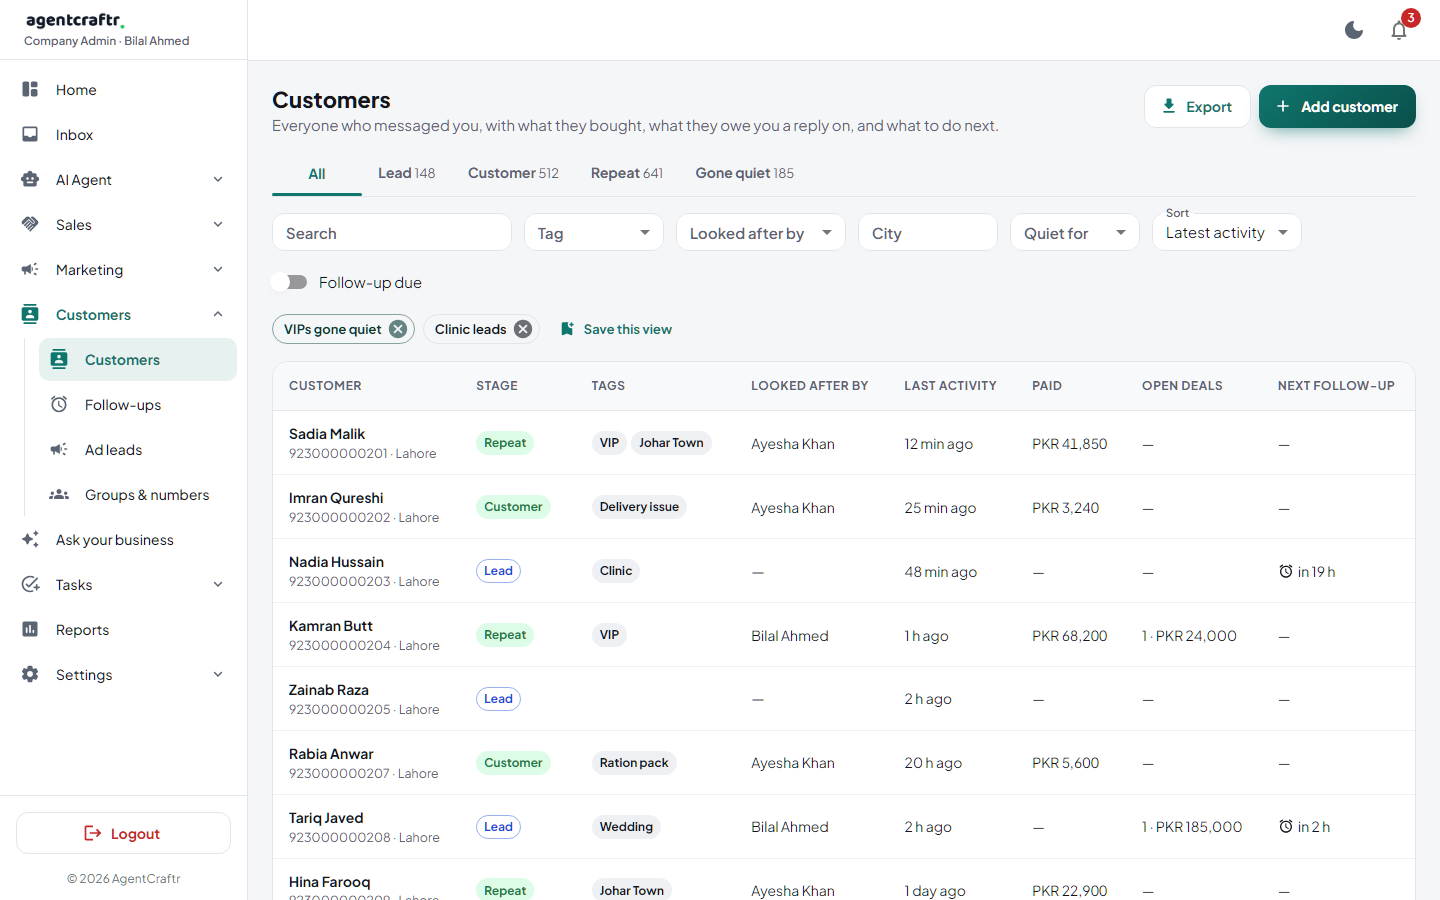 agentcraftr.
Company Admin · Bilal Ahmed
3
Home
Inbox
AI Agent
Sales
Marketing
Customers
Customers
Follow-ups
Ad leads
Groups & numbers
Ask your business
Tasks
Reports
Settings
Logout
© 2026 AgentCraftr
Customers
Everyone who messaged you, with what they bought, what they owe you a reply on, and what to do next.
Export
Add customer
All Lead 148 Customer 512 Repeat 641 Gone quiet 185
Search Tag Looked after by City Quiet for Sort Latest activity
Follow-up due
VIPs gone quiet Clinic leads Save this view
CUSTOMER STAGE TAGS LOOKED AFTER BY LAST ACTIVITY PAID OPEN DEALS NEXT FOLLOW-UP
Sadia Malik
923000000201 · Lahore
Repeat VIP Johar Town Ayesha Khan 12 min ago PKR 41,850 — —
Imran Qureshi
923000000202 · Lahore
Customer Delivery issue Ayesha Khan 25 min ago PKR 3,240 — —
Nadia Hussain
923000000203 · Lahore
Lead Clinic — 48 min ago — — in 19 h
Kamran Butt
923000000204 · Lahore
Repeat VIP Bilal Ahmed 1 h ago PKR 68,200 1 · PKR 24,000 —
Zainab Raza
923000000205 · Lahore
Lead — 2 h ago — — —
Rabia Anwar
923000000207 · Lahore
Customer Ration pack Ayesha Khan 20 h ago PKR 5,600 — —
Tariq Javed
923000000208 · Lahore
Lead Wedding Bilal Ahmed 2 h ago — 1 · PKR 185,000 in 2 h
Hina Farooq
923000000209 · Lahore
Repeat Johar Town Ayesha Khan 1 day ago PKR 22,900 — —